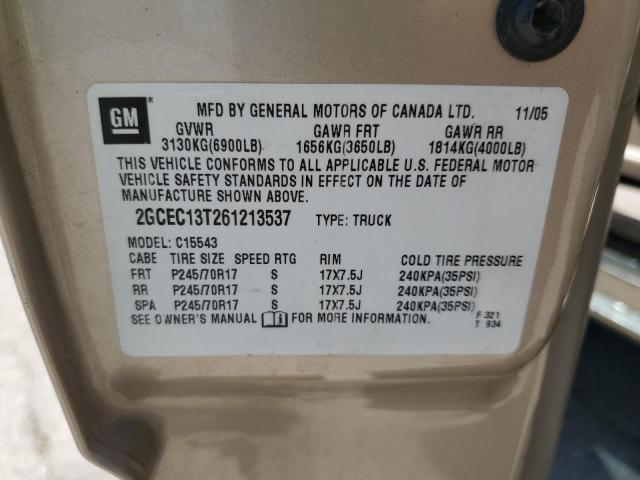 GM
MFD BY GENERAL MOTORS OF CANADA LTD. 11/05
GVWR GAWR FRT GAWR RR
3130KG(6900LB) 1656KG(3650LB) 1814KG(4000LB)
THIS VEHICLE CONFORMS TO ALL APPLICABLE U.S. FEDERAL MOTOR
VEHICLE SAFETY STANDARDS IN EFFECT ON THE DATE OF
MANUFACTURE SHOWN ABOVE.
2GCEC13T261213537 TYPE: TRUCK
MODEL: C15543
CABE TIRE SIZE SPEED RTG RIM COLD TIRE PRESSURE
FRT P245/70R17 S 17X7.5J 240KPA(35PSI)
RR P245/70R17 S 17X7.5J 240KPA(35PSI)
SPA P245/70R17 S 17X7.5J 240KPA(35PSI)
SEE OWNER'S MANUAL FOR MORE INFORMATION.
F 321
T 934